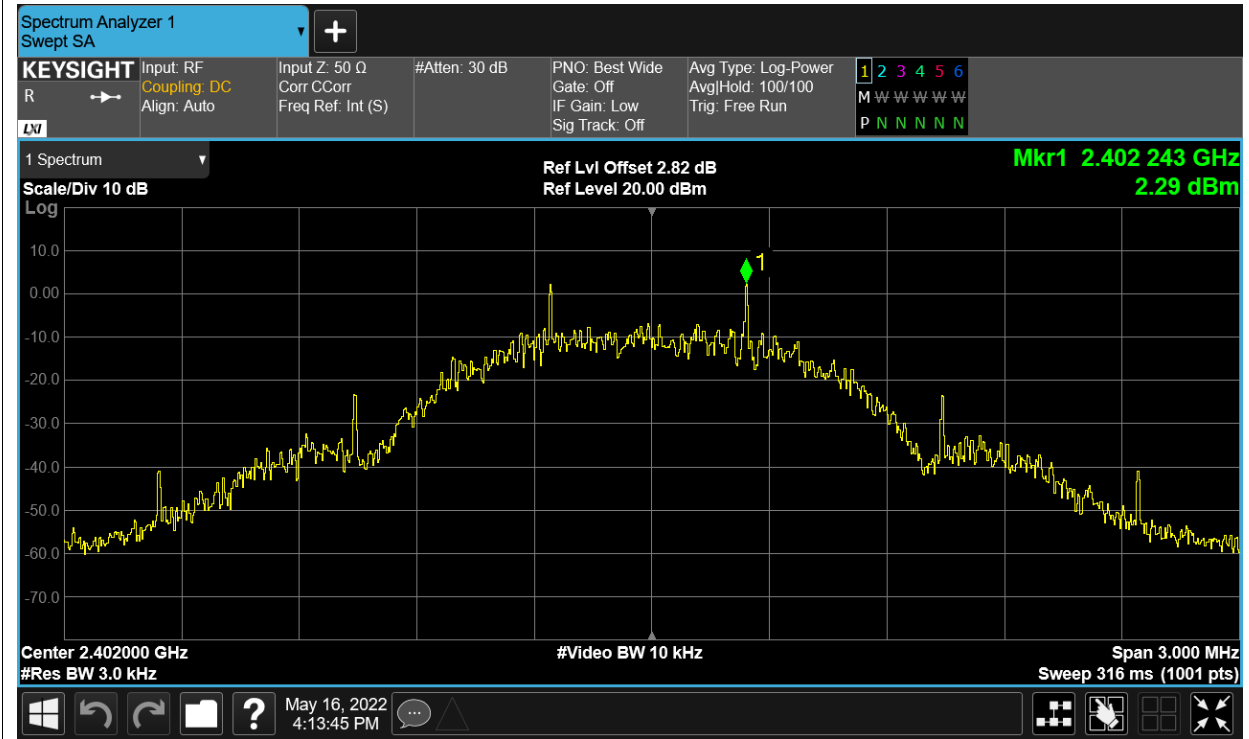 Spectrum Analyzer 1
Swept SA
+
KEYSIGHT
R
LXI
Input: RF
Coupling: DC
Align: Auto
Input Z: 50 Ω
Corr CCorr
Freq Ref: Int (S)
#Atten: 30 dB
PNO: Best Wide
Gate: Off
IF Gain: Low
Sig Track: Off
Avg Type: Log-Power
Avg|Hold: 100/100
Trig: Free Run
1 2 3 4 5 6
M W W W W W
P N N N N N
1 Spectrum
Scale/Div 10 dB
Log
Ref Lvl Offset 2.82 dB
Ref Level 20.00 dBm
Mkr1 2.402 243 GHz
2.29 dBm
1
10.0
0.00
-10.0
-20.0
-30.0
-40.0
-50.0
-60.0
-70.0
Center 2.402000 GHz
#Res BW 3.0 kHz
#Video BW 10 kHz
Span 3.000 MHz
Sweep 316 ms (1001 pts)
?
May 16, 2022
4:13:45 PM